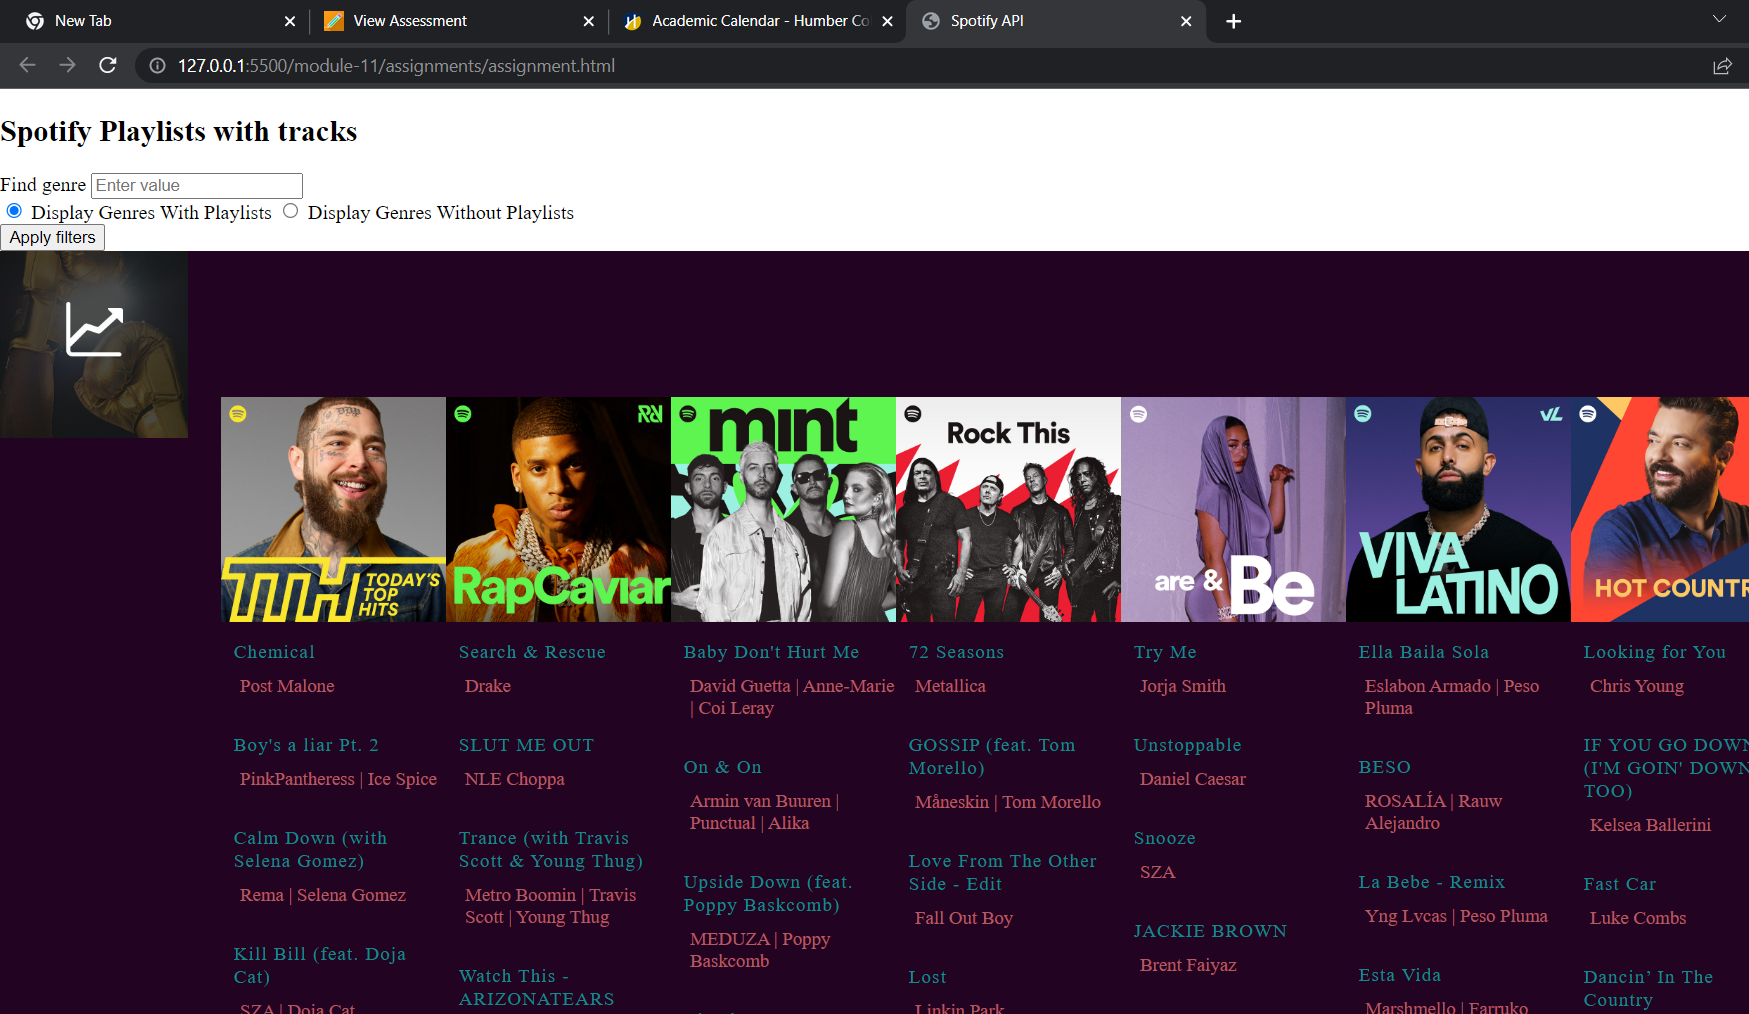 New Tab
View Assessment
Academic Calendar - Humber Co
Spotify API
127.0.0.1:5500/module-11/assignments/assignment.html
Spotify Playlists with tracks
Find genre Enter value
Display Genres With Playlists Display Genres Without Playlists
Apply filters
TTH TODAY'S
TOP
HITS
Chemical
Post Malone
Boy's a liar Pt. 2
PinkPantheress | Ice Spice
Calm Down (with
Selena Gomez)
Rema | Selena Gomez
Kill Bill (feat. Doja
Cat)
SZA | Doja Cat
RapCaviar
Search & Rescue
Drake
SLUT ME OUT
NLE Choppa
Trance (with Travis
Scott & Young Thug)
Metro Boomin | Travis
Scott | Young Thug
Watch This -
ARIZONATEARS
mint
Baby Don't Hurt Me
David Guetta | Anne-Marie
| Coi Leray
On & On
Armin van Buuren |
Punctual | Alika
Upside Down (feat.
Poppy Baskcomb)
MEDUZA | Poppy
Baskcomb
Rock This
72 Seasons
Metallica
GOSSIP (feat. Tom
Morello)
Måneskin | Tom Morello
Love From The Other
Side - Edit
Fall Out Boy
Lost
Linkin Park
are & Be
Try Me
Jorja Smith
Unstoppable
Daniel Caesar
Snooze
SZA
JACKIE BROWN
Brent Faiyaz
VL
VIVA
LATINO
Ella Baila Sola
Eslabon Armado | Peso
Pluma
BESO
ROSALÍA | Rauw
Alejandro
La Bebe - Remix
Yng Lvcas | Peso Pluma
Esta Vida
Marshmello | Farruko
HOT COUNTR
Looking for You
Chris Young
IF YOU GO DOWN
(I'M GOIN' DOWN
TOO)
Kelsea Ballerini
Fast Car
Luke Combs
Dancin’ In The
Country